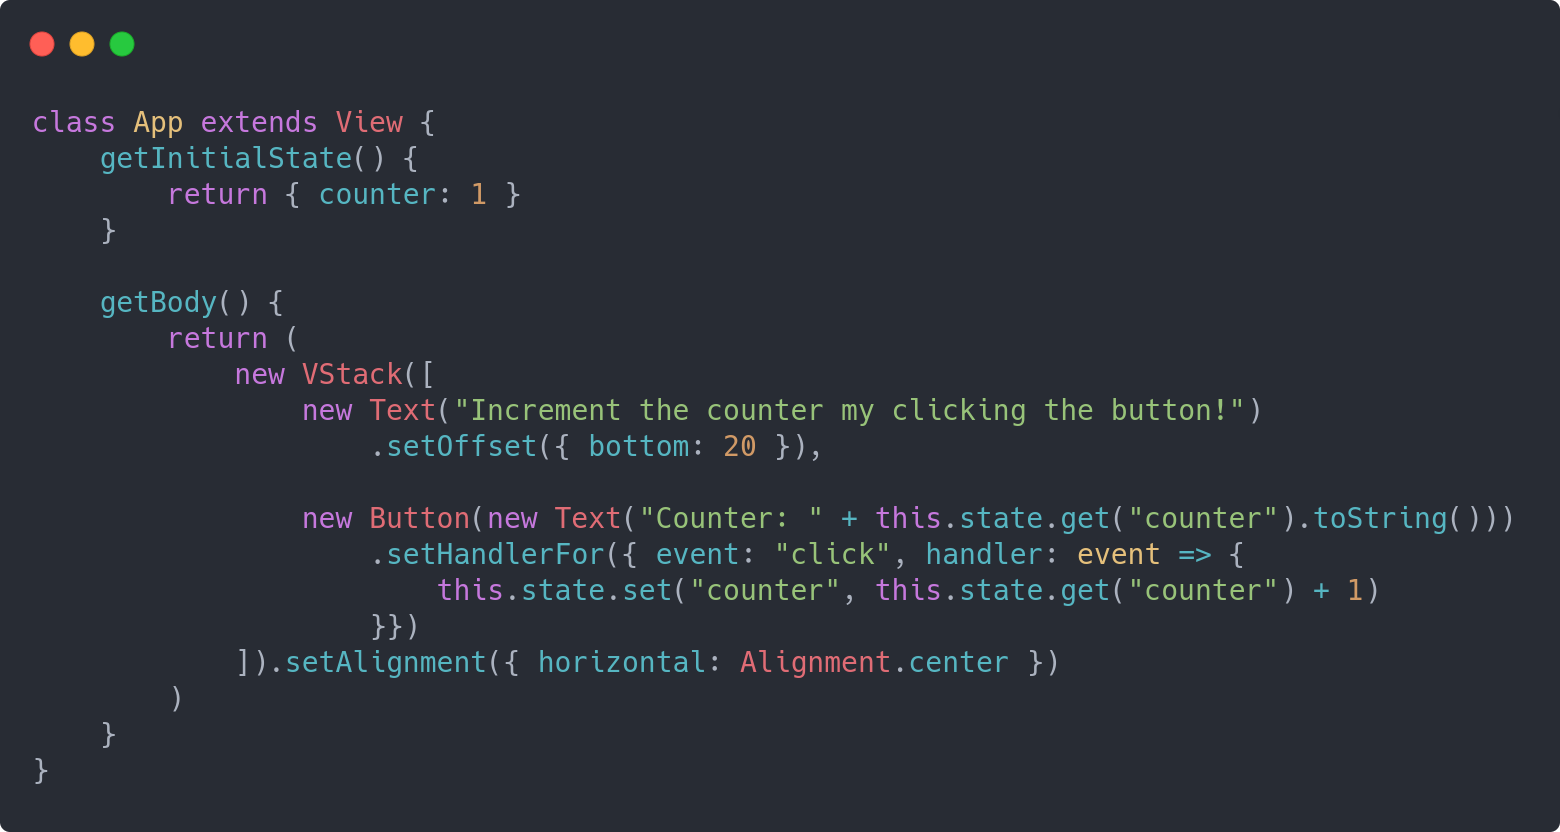 class App extends View {
    getInitialState() {
        return { counter: 1 }
    }

    getBody() {
        return (
            new VStack([
                new Text("Increment the counter my clicking the button!")
                    .setOffset({ bottom: 20 }),

                new Button(new Text("Counter: " + this.state.get("counter").toString()))
                    .setHandlerFor({ event: "click", handler: event => {
                        this.state.set("counter", this.state.get("counter") + 1)
                    }})
            ]).setAlignment({ horizontal: Alignment.center })
        )
    }
}